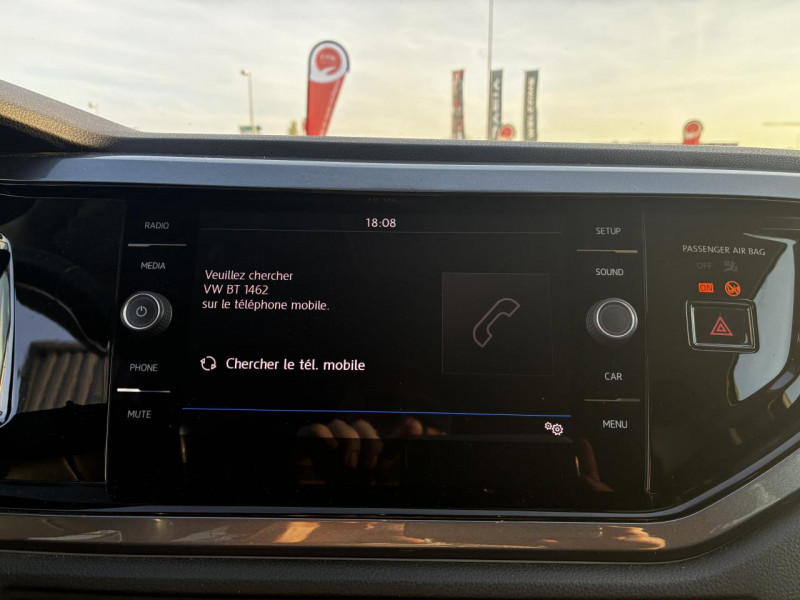 18:08
RADIO
MEDIA
PHONE
MUTE
Veuillez chercher
VW BT 1462
sur le téléphone mobile.
Chercher le tél. mobile
SETUP
SOUND
CAR
MENU
PASSENGER AIR BAG
OFF
ON